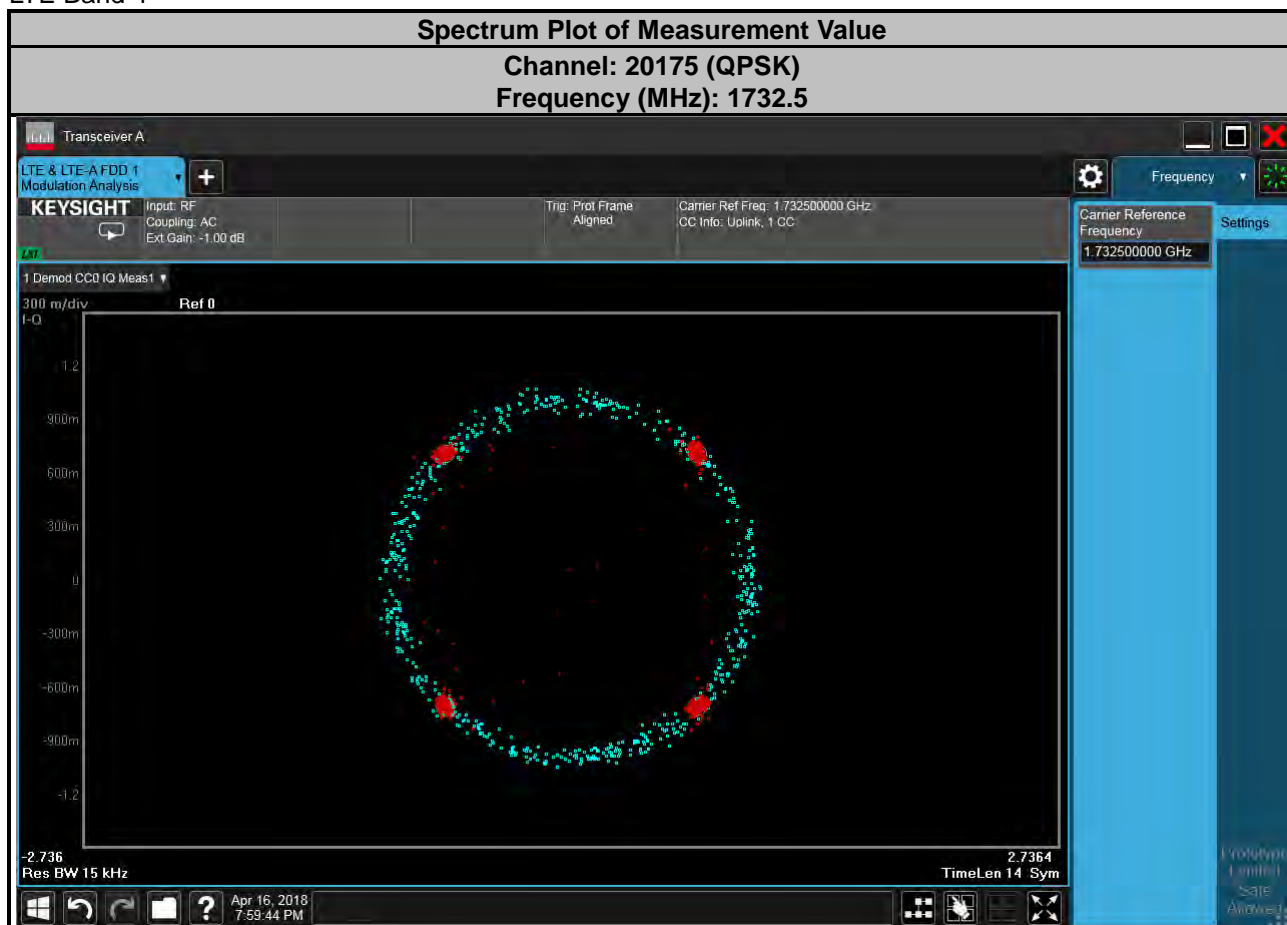 Spectrum Plot of Measurement Value
Channel: 20175 (QPSK)
Frequency (MHz): 1732.5
Transceiver A
LTE & LTE-A FDD 1
Modulation Analysis
+
Frequency
KEYSIGHT
Input: RF
Coupling: AC
Ext Gain: -1.00 dB
Trig: Prot Frame
Aligned
Carrier Ref Freq: 1.732500000 GHz
CC Info: Uplink, 1 CC
Carrier Reference
Frequency
1.732500000 GHz
Settings
1 Demod CC0 IQ Meas1
300 m/div
Ref 0
I-Q
1.2
900m
600m
300m
0
-300m
-600m
-900m
-1.2
-2.736
2.7364
Res BW 15 kHz
TimeLen 14 Sym
?
Apr 16, 2018
7:59:44 PM